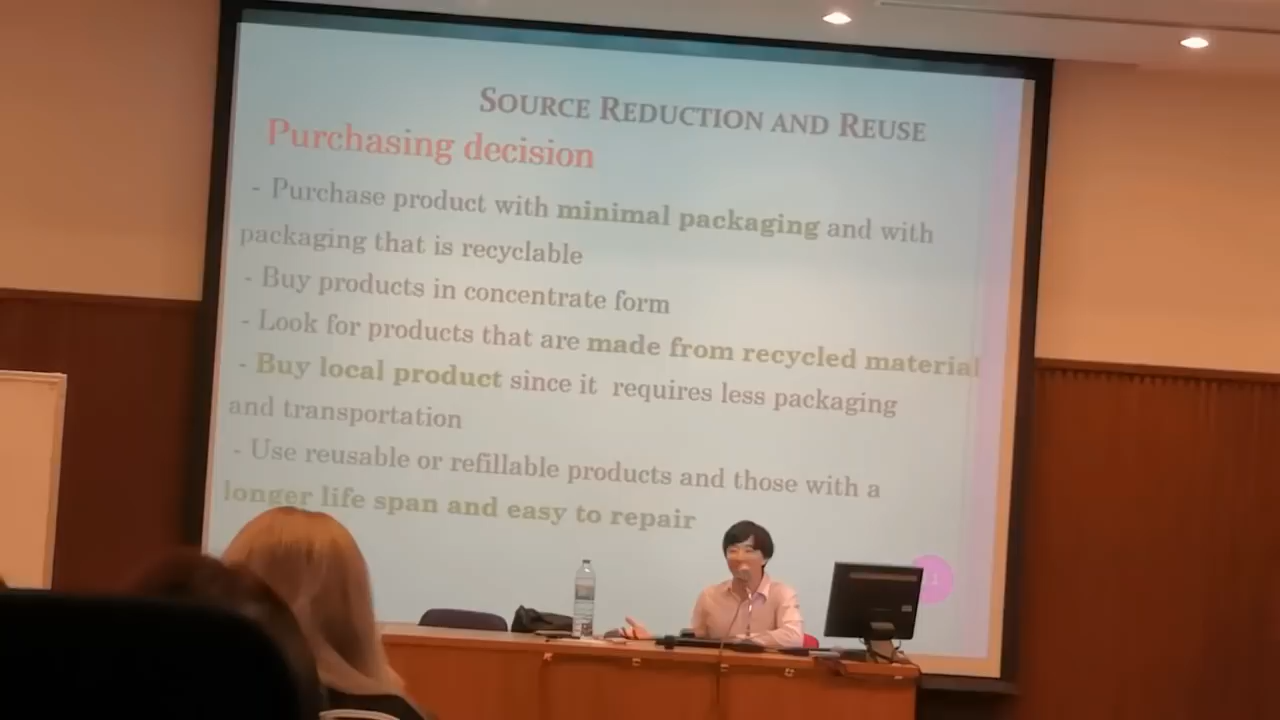 SOURCE REDUCTION AND REUSE
Purchasing decision
- Purchase product with minimal packaging and with
packaging that is recyclable
- Buy products in concentrate form
- Look for products that are made from recycled material
- Buy local product since it requires less packaging
and transportation
- Use reusable or refillable products and those with a
longer life span and easy to repair